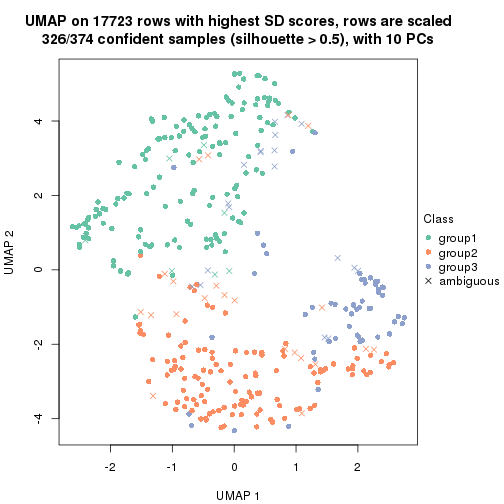 UMAP on 17723 rows with highest SD scores, rows are scaled
326/374 confident samples (silhouette > 0.5), with 10 PCs
4
2
0
-2
-4
UMAP 2
-2
-1
0
1
2
UMAP 1
Class
group1
group2
group3
ambiguous